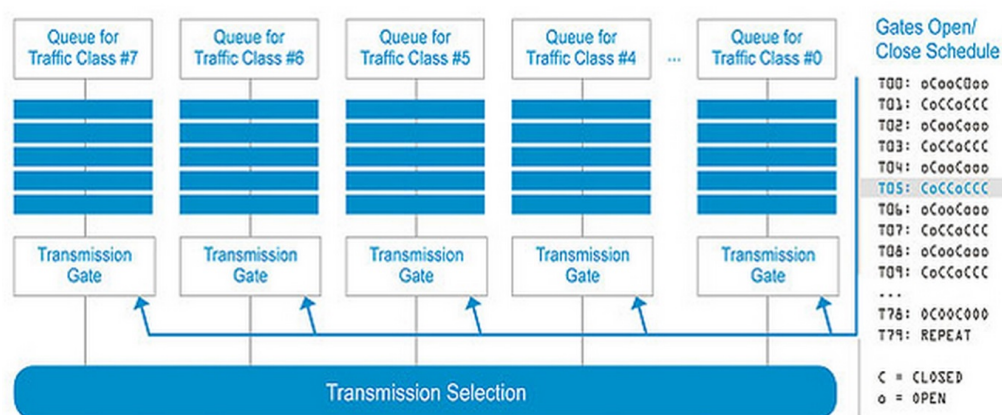 Queue for
Traffic Class #7
Queue for
Traffic Class #6
Queue for
Traffic Class #5
Queue for
Traffic Class #4
...
Queue for
Traffic Class #0
Transmission
Gate
Transmission
Gate
Transmission
Gate
Transmission
Gate
Transmission
Gate
Transmission Selection
Gates Open/
Close Schedule
T00: oCooCOoo
T01: CoCCoCCC
T02: oCooCooo
T03: CoCCoCCC
T04: oCooCooo
T05: CoCCoCCC
T06: oCooCooo
T07: CoCCoCCC
T08: oCooCooo
T09: CoCCoCCC
...
T78: OCOOCOOO
T79: REPEAT
C = CLOSED
o = OPEN